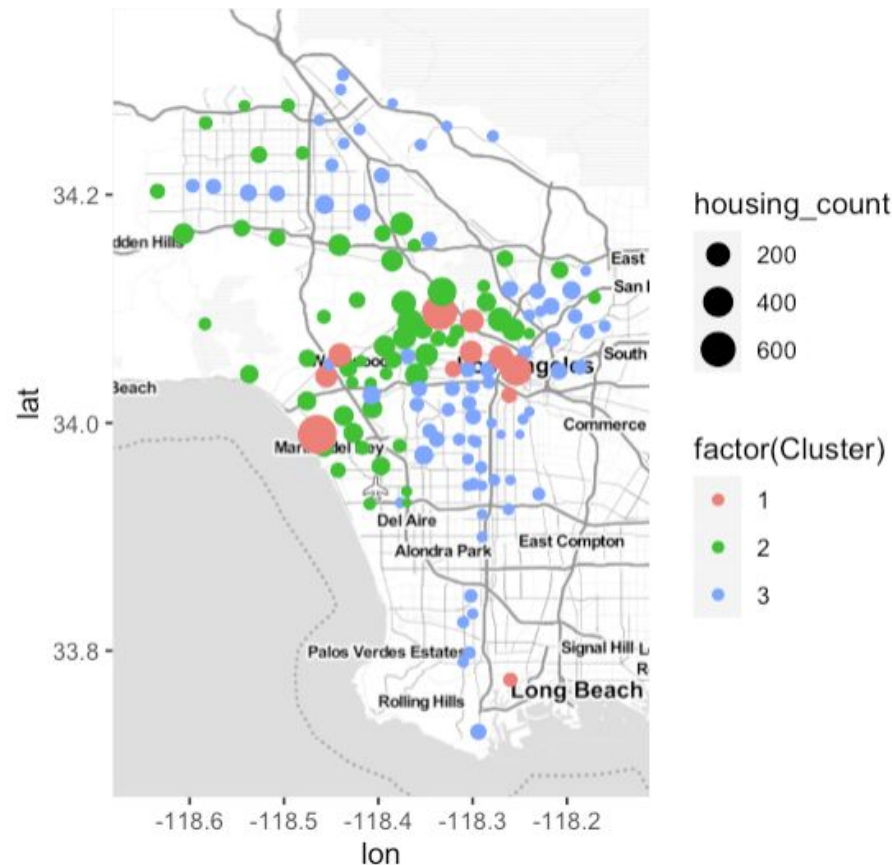 34.2
34.0
33.8
lat
-118.6
-118.5
-118.4
-118.3
-118.2
lon
dden Hills
East
San
South
Beach
Commerce
Del Aire
Alondra Park
East Compton
Palos Verdes Estates
Signal Hill
Rolling Hills
Long Beach
housing_count
200
400
600
factor(Cluster)
1
2
3